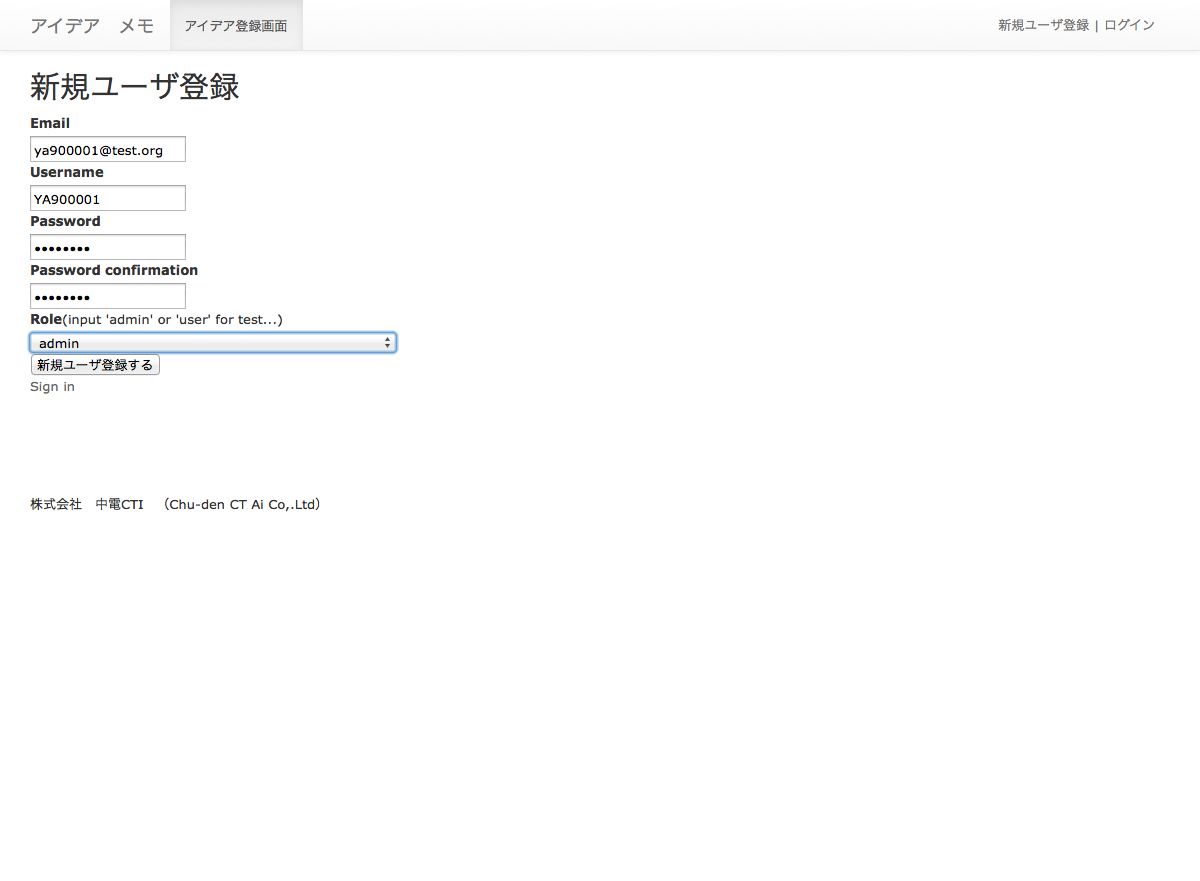 アイデア　メモ アイデア登録画面 新規ユーザ登録 | ログイン
新規ユーザ登録
Email
ya900001@test.org
Username
YA900001
Password
••••••••
Password confirmation
••••••••
Role(input 'admin' or 'user' for test...)
admin
新規ユーザ登録する
Sign in
株式会社　中電CTI　（Chu-den CT Ai Co,.Ltd）